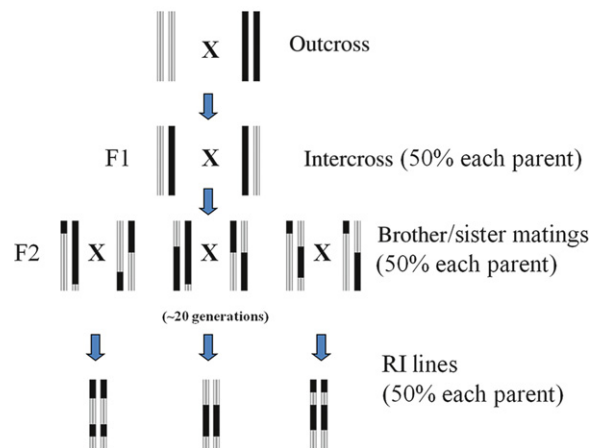 X Outcross
F1 X Intercross (50% each parent)
F2 X X X Brother/sister matings
(50% each parent)
(~20 generations)
RI lines
(50% each parent)